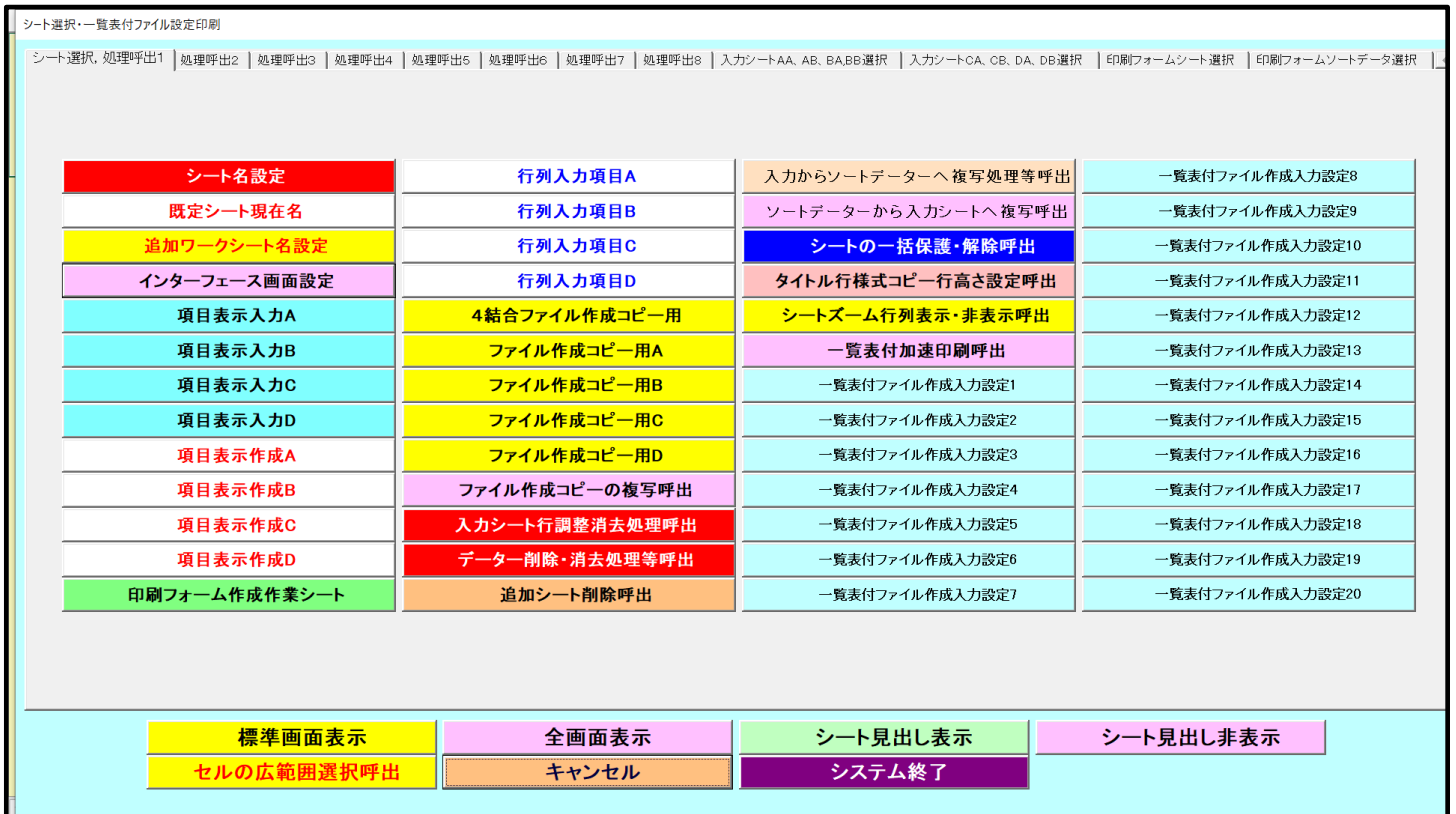 シート選択・一覧表付ファイル設定印刷
シート選択, 処理呼出1 処理呼出2 処理呼出3 処理呼出4 処理呼出5 処理呼出6 処理呼出7 処理呼出8 入力シートAA、AB、BA,BB選択 入力シートCA、CB、DA、DB選択 印刷フォームシート選択 印刷フォームソートデータ選択
シート名設定 行列入力項目A 入力からソートデーターへ複写処理等呼出 一覧表付ファイル作成入力設定8
既定シート現在名 行列入力項目B ソートデーターから入力シートへ複写呼出 一覧表付ファイル作成入力設定9
追加ワークシート名設定 行列入力項目C シートの一括保護・解除呼出 一覧表付ファイル作成入力設定10
インターフェース画面設定 行列入力項目D タイトル行様式コピー行高さ設定呼出 一覧表付ファイル作成入力設定11
項目表示入力A 4結合ファイル作成コピー用 シートズーム行列表示・非表示呼出 一覧表付ファイル作成入力設定12
項目表示入力B ファイル作成コピー用A 一覧表付加速印刷呼出 一覧表付ファイル作成入力設定13
項目表示入力C ファイル作成コピー用B 一覧表付ファイル作成入力設定1 一覧表付ファイル作成入力設定14
項目表示入力D ファイル作成コピー用C 一覧表付ファイル作成入力設定2 一覧表付ファイル作成入力設定15
項目表示作成A ファイル作成コピー用D 一覧表付ファイル作成入力設定3 一覧表付ファイル作成入力設定16
項目表示作成B ファイル作成コピーの複写呼出 一覧表付ファイル作成入力設定4 一覧表付ファイル作成入力設定17
項目表示作成C 入力シート行調整消去処理呼出 一覧表付ファイル作成入力設定5 一覧表付ファイル作成入力設定18
項目表示作成D データー削除・消去処理等呼出 一覧表付ファイル作成入力設定6 一覧表付ファイル作成入力設定19
印刷フォーム作成作業シート 追加シート削除呼出 一覧表付ファイル作成入力設定7 一覧表付ファイル作成入力設定20
標準画面表示 全画面表示 シート見出し表示 シート見出し非表示
セルの広範囲選択呼出 キャンセル システム終了